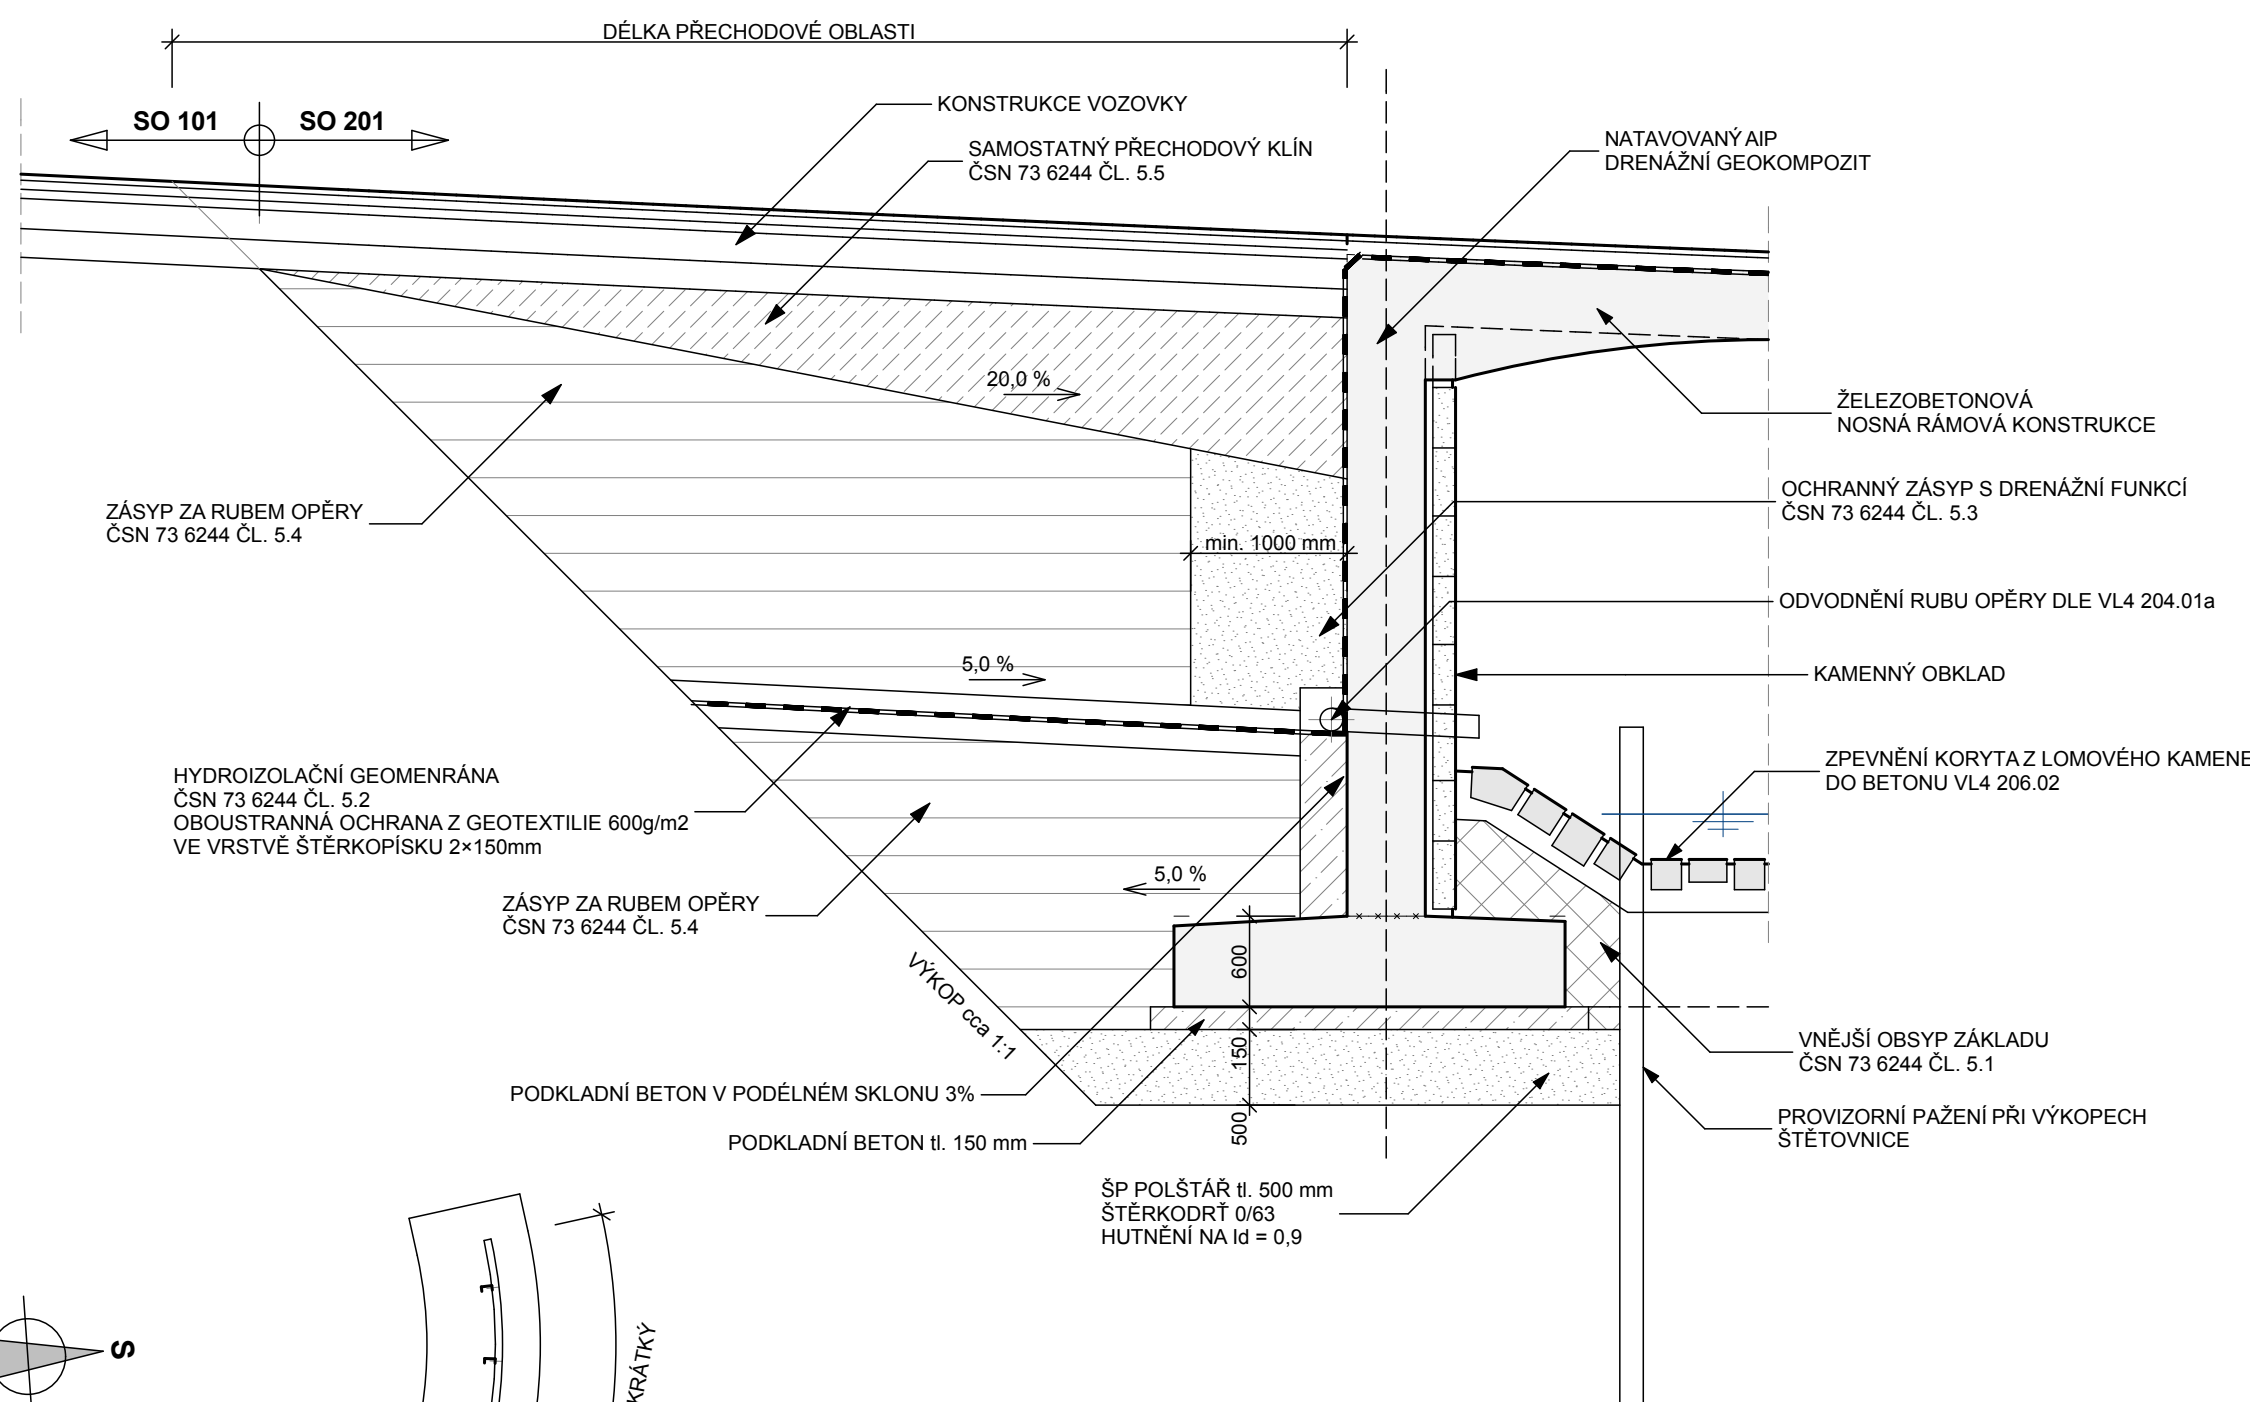 DÉLKA PŘECHODOVÉ OBLASTI
SO 101
SO 201
KONSTRUKCE VOZOVKY
SAMOSTATNÝ PŘECHODOVÝ KLÍN
ČSN 73 6244 ČL. 5.5
NATAVOVANÝ AIP
DRENÁŽNÍ GEOKOMPOZIT
20,0 %
ŽELEZOBETONOVÁ
NOSNÁ RÁMOVÁ KONSTRUKCE
ZÁSYP ZA RUBEM OPĚRY
ČSN 73 6244 ČL. 5.4
OCHRANNÝ ZÁSYP S DRENÁŽNÍ FUNKCÍ
ČSN 73 6244 ČL. 5.3
min. 1000 mm
ODVODNĚNÍ RUBU OPĚRY DLE VL4 204.01a
5,0 %
KAMENNÝ OBKLAD
HYDROIZOLAČNÍ GEOMENRÁNA
ČSN 73 6244 ČL. 5.2
OBOUSTRANNÁ OCHRANA Z GEOTEXTILIE 600g/m2
VE VRSTVĚ ŠTĚRKOPÍSKU 2×150mm
ZPEVNĚNÍ KORYTA Z LOMOVÉHO KAMENE
DO BETONU VL4 206.02
5,0 %
ZÁSYP ZA RUBEM OPĚRY
ČSN 73 6244 ČL. 5.4
VÝKOP cca 1:1
600
150
500
VNĚJŠÍ OBSYP ZÁKLADU
ČSN 73 6244 ČL. 5.1
PODKLADNÍ BETON V PODÉLNÉM SKLONU 3%
PODKLADNÍ BETON tl. 150 mm
PROVIZORNÍ PAŽENÍ PŘI VÝKOPECH
ŠTĚTOVNICE
ŠP POLŠTÁŘ tl. 500 mm
ŠTĚRKODRŤ 0/63
HUTNĚNÍ NA Id = 0,9
S
KRÁTKÝ